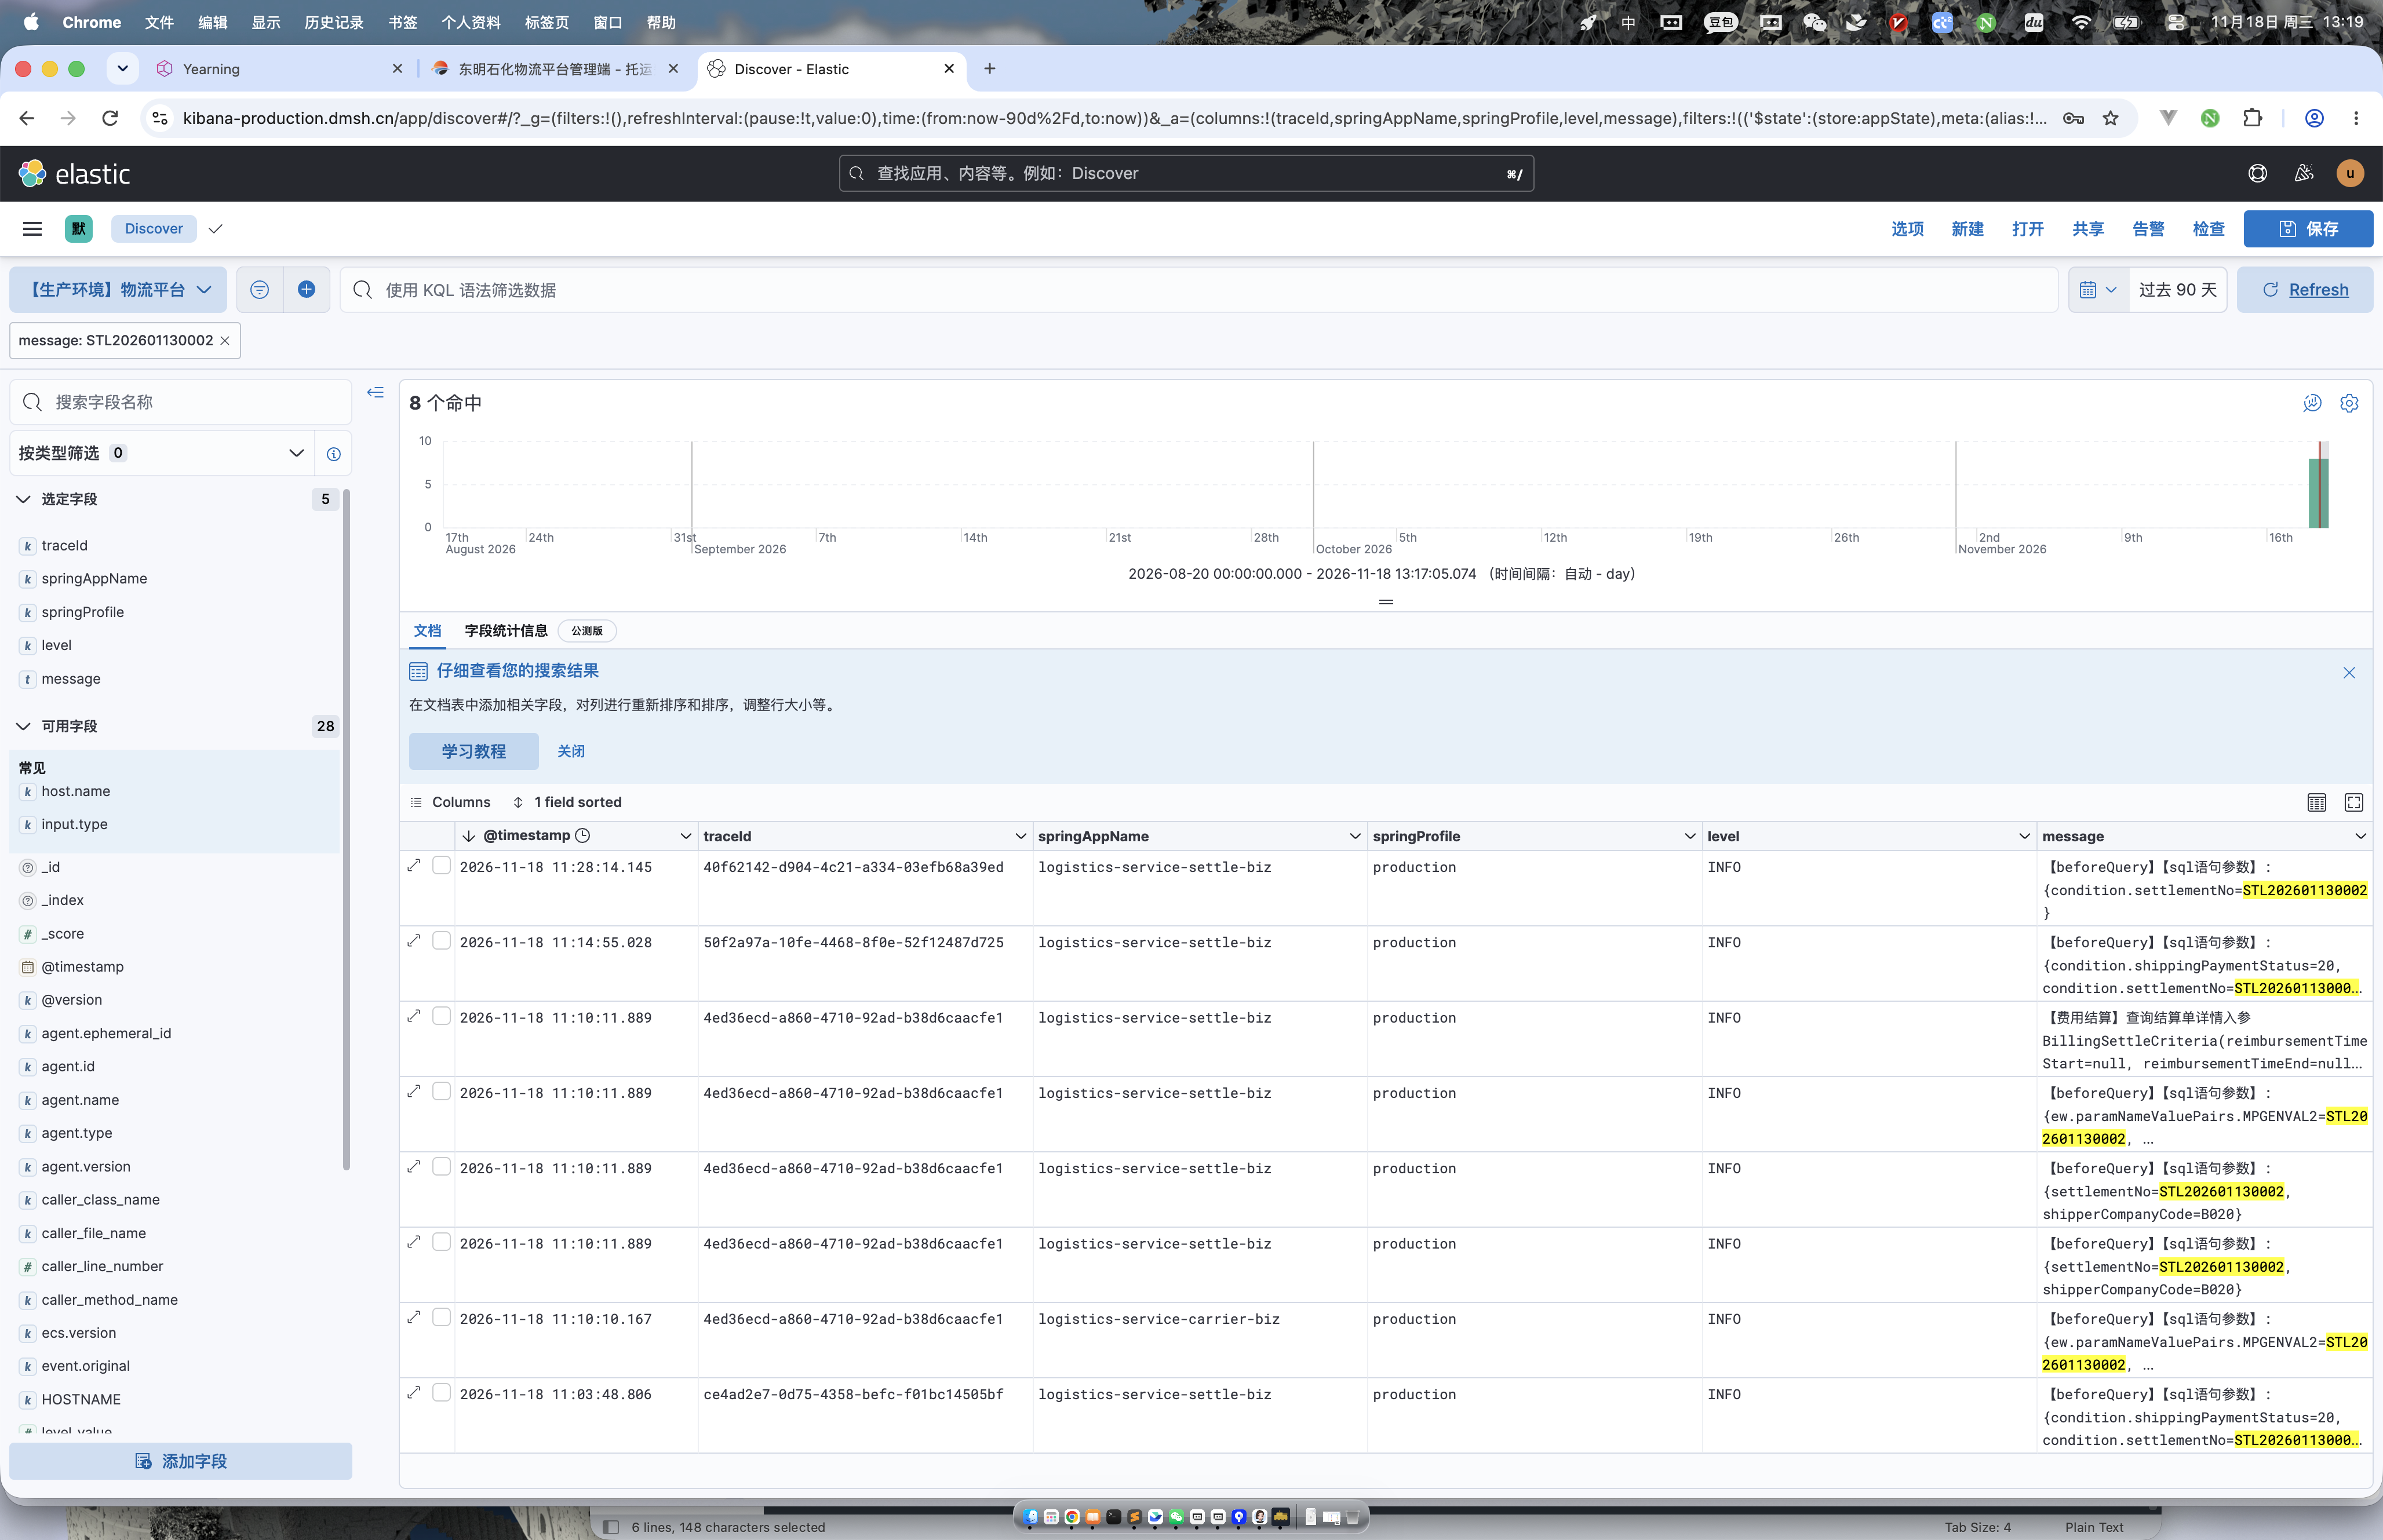 Chrome 文件 编辑 显示 历史记录 书签 个人资料 标签页 窗口 帮助
中 豆包 du 11月18日 周三 13:19
Yearning
东明石化物流平台管理端 - 托运
Discover - Elastic
kibana-production.dmsh.cn/app/discover#/?_g=(filters:!(),refreshInterval:(pause:!t,value:0),time:(from:now-90d%2Fd,to:now))&_a=(columns:!(traceId,springAppName,springProfile,level,message),filters:!(('$state':(store:appState),meta:(alias:!...
elastic
查找应用、内容等。例如：Discover
⌘/
u
默 Discover
选项 新建 打开 共享 告警 检查 保存
【生产环境】物流平台
使用 KQL 语法筛选数据
过去 90 天
Refresh
message: STL202601130002
搜索字段名称
按类型筛选 0
选定字段 5
k traceId
k springAppName
k springProfile
k level
t message
可用字段 28
常见
k host.name
k input.type
_id
_index
# _score
@timestamp
k @version
k agent.ephemeral_id
k agent.id
k agent.name
k agent.type
k agent.version
k caller_class_name
k caller_file_name
# caller_line_number
k caller_method_name
k ecs.version
k event.original
k HOSTNAME
# level_value
添加字段
8 个命中
10
5
0
17th 24th 31st 7th 14th 21st 28th 5th 12th 19th 26th 2nd 9th 16th
August 2026 September 2026 October 2026 November 2026
2026-08-20 00:00:00.000 - 2026-11-18 13:17:05.074 （时间间隔：自动 - day）
文档 字段统计信息 公测版
仔细查看您的搜索结果
在文档表中添加相关字段，对列进行重新排序和排序，调整行大小等。
学习教程 关闭
Columns 1 field sorted
@timestamp traceId springAppName springProfile level message
2026-11-18 11:28:14.145 40f62142-d904-4c21-a334-03efb68a39ed logistics-service-settle-biz production INFO 【beforeQuery】【sql语句参数】：
{condition.settlementNo=STL202601130002
}
2026-11-18 11:14:55.028 50f2a97a-10fe-4468-8f0e-52f12487d725 logistics-service-settle-biz production INFO 【beforeQuery】【sql语句参数】：
{condition.shippingPaymentStatus=20,
condition.settlementNo=STL20260113000…
2026-11-18 11:10:11.889 4ed36ecd-a860-4710-92ad-b38d6caacfe1 logistics-service-settle-biz production INFO 【费用结算】查询结算单详情入参
BillingSettleCriteria(reimbursementTime
Start=null, reimbursementTimeEnd=null…
2026-11-18 11:10:11.889 4ed36ecd-a860-4710-92ad-b38d6caacfe1 logistics-service-settle-biz production INFO 【beforeQuery】【sql语句参数】：
{ew.paramNameValuePairs.MPGENVAL2=STL20
2601130002, …
2026-11-18 11:10:11.889 4ed36ecd-a860-4710-92ad-b38d6caacfe1 logistics-service-settle-biz production INFO 【beforeQuery】【sql语句参数】：
{settlementNo=STL202601130002,
shipperCompanyCode=B020}
2026-11-18 11:10:11.889 4ed36ecd-a860-4710-92ad-b38d6caacfe1 logistics-service-settle-biz production INFO 【beforeQuery】【sql语句参数】：
{settlementNo=STL202601130002,
shipperCompanyCode=B020}
2026-11-18 11:10:10.167 4ed36ecd-a860-4710-92ad-b38d6caacfe1 logistics-service-carrier-biz production INFO 【beforeQuery】【sql语句参数】：
{ew.paramNameValuePairs.MPGENVAL2=STL20
2601130002, …
2026-11-18 11:03:48.806 ce4ad2e7-0d75-4358-befc-f01bc14505bf logistics-service-settle-biz production INFO 【beforeQuery】【sql语句参数】：
{condition.shippingPaymentStatus=20,
condition.settlementNo=STL20260113000…
6 lines, 148 characters selected
Tab Size: 4 Plain Text